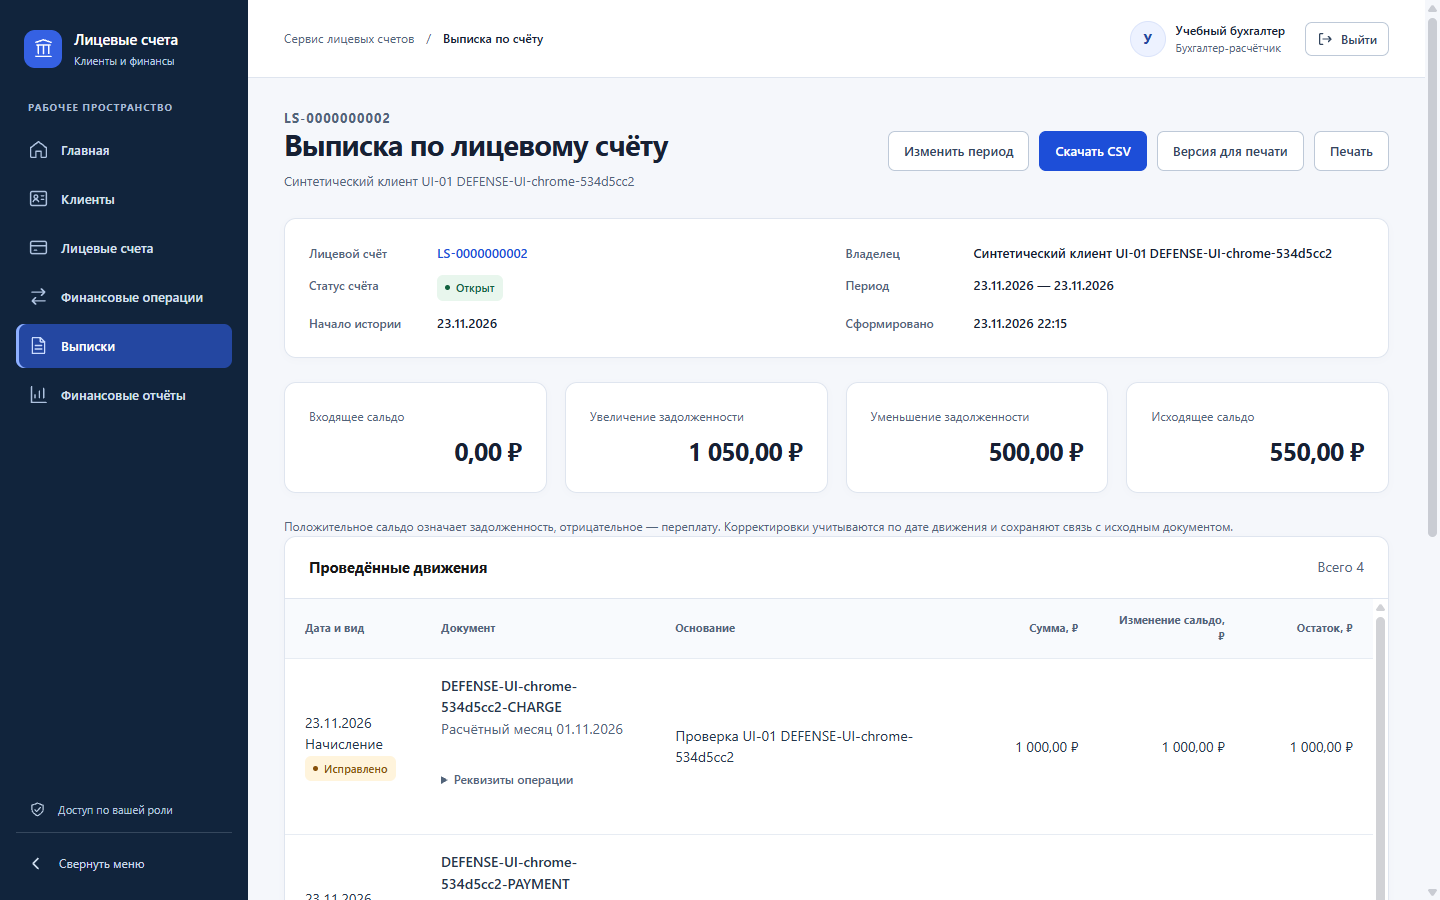 Лицевые счета
Клиенты и финансы
РАБОЧЕЕ ПРОСТРАНСТВО
Главная
Клиенты
Лицевые счета
Финансовые операции
Выписки
Финансовые отчёты
Доступ по вашей роли
Свернуть меню
Сервис лицевых счетов / Выписка по счёту
У
Учебный бухгалтер
Бухгалтер-расчётчик
Выйти
LS-0000000002
Выписка по лицевому счёту
Синтетический клиент UI-01 DEFENSE-UI-chrome-534d5cc2
Изменить период
Скачать CSV
Версия для печати
Печать
Лицевой счёт LS-0000000002
Владелец Синтетический клиент UI-01 DEFENSE-UI-chrome-534d5cc2
Статус счёта Открыт
Период 23.11.2026 — 23.11.2026
Начало истории 23.11.2026
Сформировано 23.11.2026 22:15
Входящее сальдо
0,00 ₽
Увеличение задолженности
1 050,00 ₽
Уменьшение задолженности
500,00 ₽
Исходящее сальдо
550,00 ₽
Положительное сальдо означает задолженность, отрицательное — переплату. Корректировки учитываются по дате движения и сохраняют связь с исходным документом.
Проведённые движения
Всего 4
Дата и вид
Документ
Основание
Сумма, ₽
Изменение сальдо,
₽
Остаток, ₽
23.11.2026
Начисление
Исправлено
DEFENSE-UI-chrome-
534d5cc2-CHARGE
Расчётный месяц 01.11.2026
Реквизиты операции
Проверка UI-01 DEFENSE-UI-chrome-
534d5cc2
1 000,00 ₽
1 000,00 ₽
1 000,00 ₽
DEFENSE-UI-chrome-
534d5cc2-PAYMENT
23.11.2026